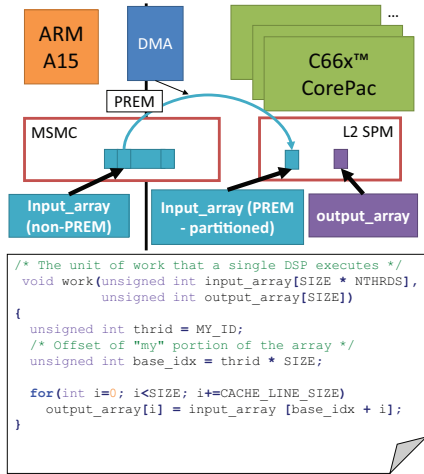 ...
ARM
A15
DMA
C66x™
CorePac
PREM
MSMC
L2 SPM
Input_array
(non-PREM)
Input_array (PREM
- partitioned)
output_array
/* The unit of work that a single DSP executes */
void work(unsigned int input_array[SIZE * NTHRDS],
unsigned int output_array[SIZE])
{
unsigned int thrid = MY_ID;
/* Offset of "my" portion of the array */
unsigned int base_idx = thrid * SIZE;
for(int i=0; i<SIZE; i+=CACHE_LINE_SIZE)
output_array[i] = input_array [base_idx + i];
}